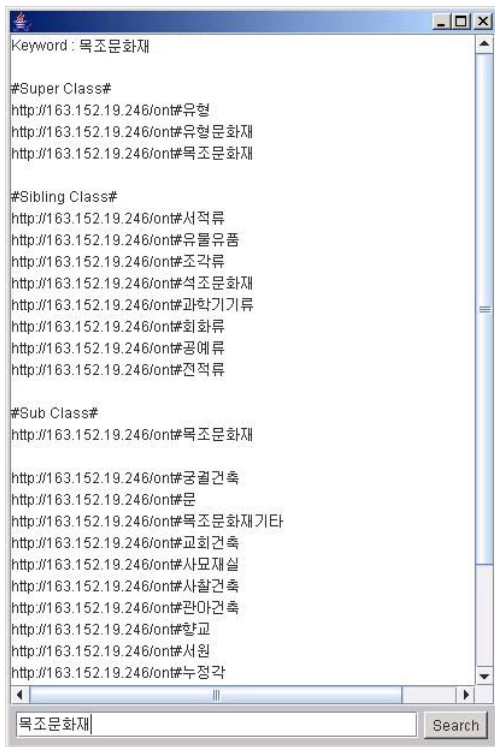 Keyword : 목조문화재
#Super Class#
http://163.152.19.246/ont#유형
http://163.152.19.246/ont#유형문화재
http://163.152.19.246/ont#목조문화재
#Sibling Class#
http://163.152.19.246/ont#서적류
http://163.152.19.246/ont#유물유품
http://163.152.19.246/ont#조각류
http://163.152.19.246/ont#석조문화재
http://163.152.19.246/ont#과학기기류
http://163.152.19.246/ont#회화류
http://163.152.19.246/ont#공예류
http://163.152.19.246/ont#전적류
#Sub Class#
http://163.152.19.246/ont#목조문화재
http://163.152.19.246/ont#궁궐건축
http://163.152.19.246/ont#문
http://163.152.19.246/ont#목조문화재기타
http://163.152.19.246/ont#교회건축
http://163.152.19.246/ont#사묘재실
http://163.152.19.246/ont#사찰건축
http://163.152.19.246/ont#관아건축
http://163.152.19.246/ont#향교
http://163.152.19.246/ont#서원
http://163.152.19.246/ont#누정각
목조문화재 Search